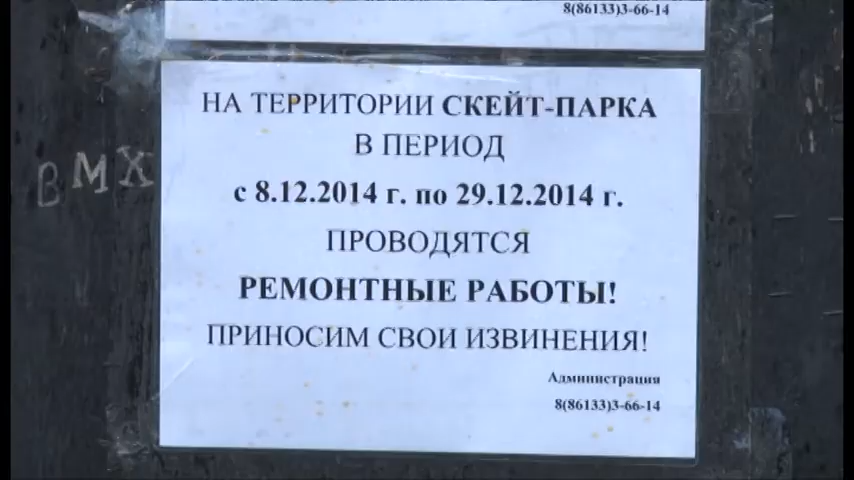 8(86133)3-66-14
НА ТЕРРИТОРИИ СКЕЙТ-ПАРКА
В ПЕРИОД
с 8.12.2014 г. по 29.12.2014 г.
ПРОВОДЯТСЯ
РЕМОНТНЫЕ РАБОТЫ!
ПРИНОСИМ СВОИ ИЗВИНЕНИЯ!
Администрация
8(86133)3-66-14
BMX